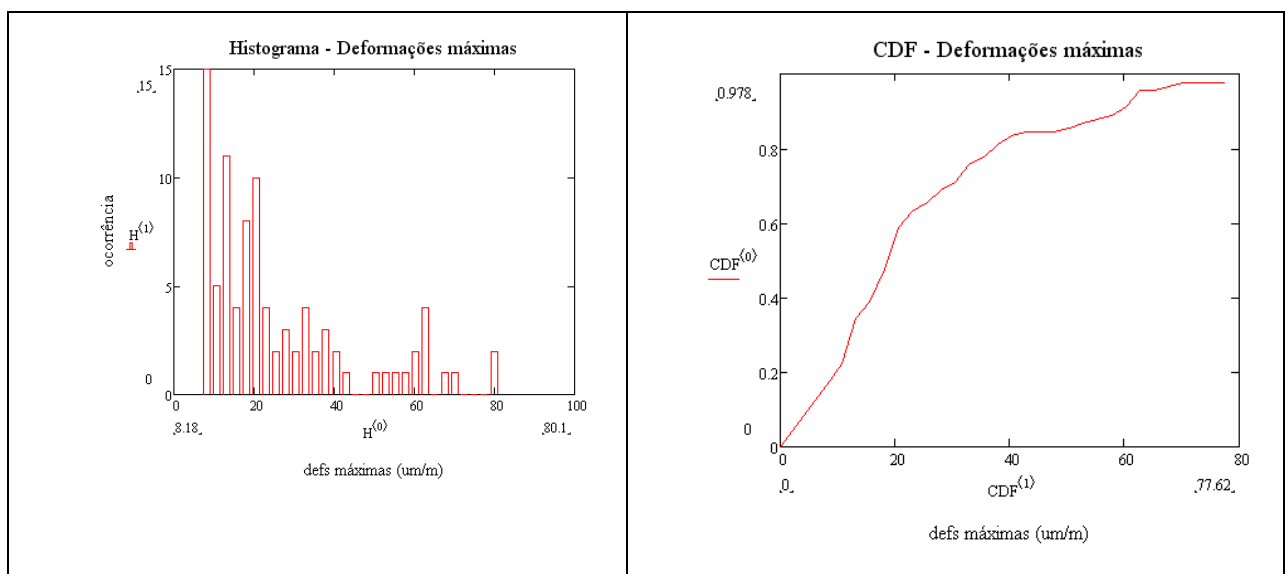 Histograma - Deformações máximas
15
15
10
5
0
0
ocorrência
H⟨1⟩
0 20 40 60 80 100
8.18 H⟨0⟩ 80.1
defs máximas (um/m)
CDF - Deformações máximas
0.978
0.8
0.6
CDF⟨0⟩
0.4
0.2
0
0
0 20 40 60 80
0 CDF⟨1⟩ 77.62
defs máximas (um/m)